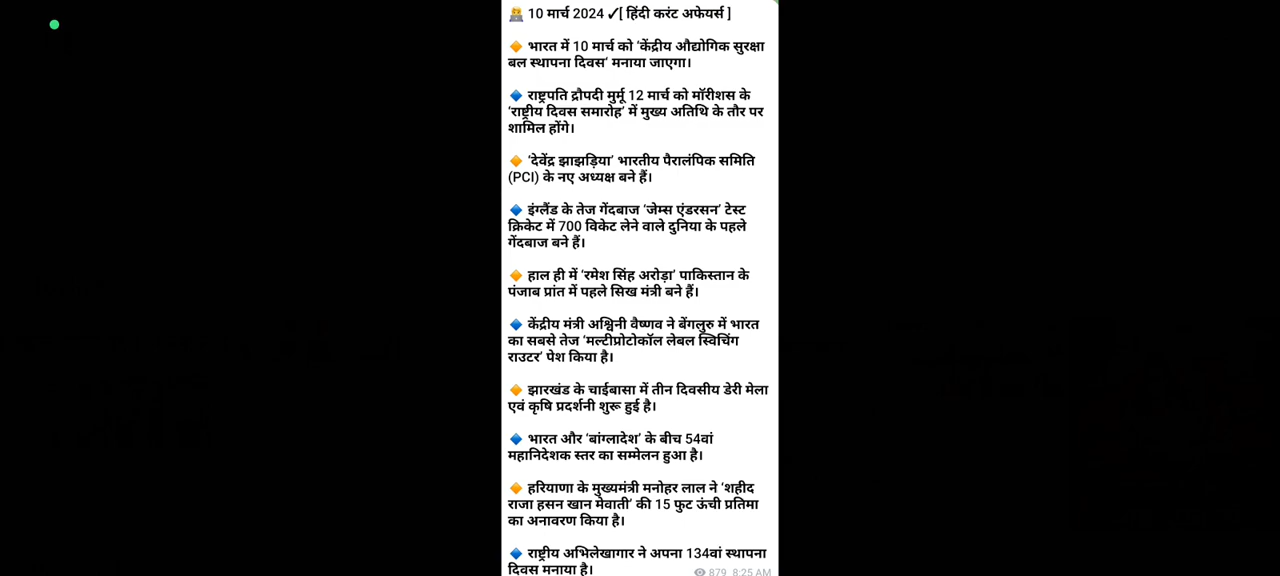 10 मार्च 2024 ✓[ हिंदी करंट अफेयर्स ]
🔸 भारत में 10 मार्च को ‘केंद्रीय औद्योगिक सुरक्षा
बल स्थापना दिवस’ मनाया जाएगा।
🔹 राष्ट्रपति द्रौपदी मुर्मू 12 मार्च को मॉरीशस के
‘राष्ट्रीय दिवस समारोह’ में मुख्य अतिथि के तौर पर
शामिल होंगे।
🔸 ‘देवेंद्र झाझड़िया’ भारतीय पैरालंपिक समिति
(PCI) के नए अध्यक्ष बने हैं।
🔹 इंग्लैंड के तेज गेंदबाज ‘जेम्स एंडरसन’ टेस्ट
क्रिकेट में 700 विकेट लेने वाले दुनिया के पहले
गेंदबाज बने हैं।
🔸 हाल ही में ‘रमेश सिंह अरोड़ा’ पाकिस्तान के
पंजाब प्रांत में पहले सिख मंत्री बने हैं।
🔹 केंद्रीय मंत्री अश्विनी वैष्णव ने बेंगलुरु में भारत
का सबसे तेज ‘मल्टीप्रोटोकॉल लेबल स्विचिंग
राउटर’ पेश किया है।
🔸 झारखंड के चाईबासा में तीन दिवसीय डेरी मेला
एवं कृषि प्रदर्शनी शुरू हुई है।
🔹 भारत और ‘बांग्लादेश’ के बीच 54वां
महानिदेशक स्तर का सम्मेलन हुआ है।
🔸 हरियाणा के मुख्यमंत्री मनोहर लाल ने ‘शहीद
राजा हसन खान मेवाती’ की 15 फुट ऊंची प्रतिमा
का अनावरण किया है।
🔹 राष्ट्रीय अभिलेखागार ने अपना 134वां स्थापना
दिवस मनाया है।
879 8:25 AM